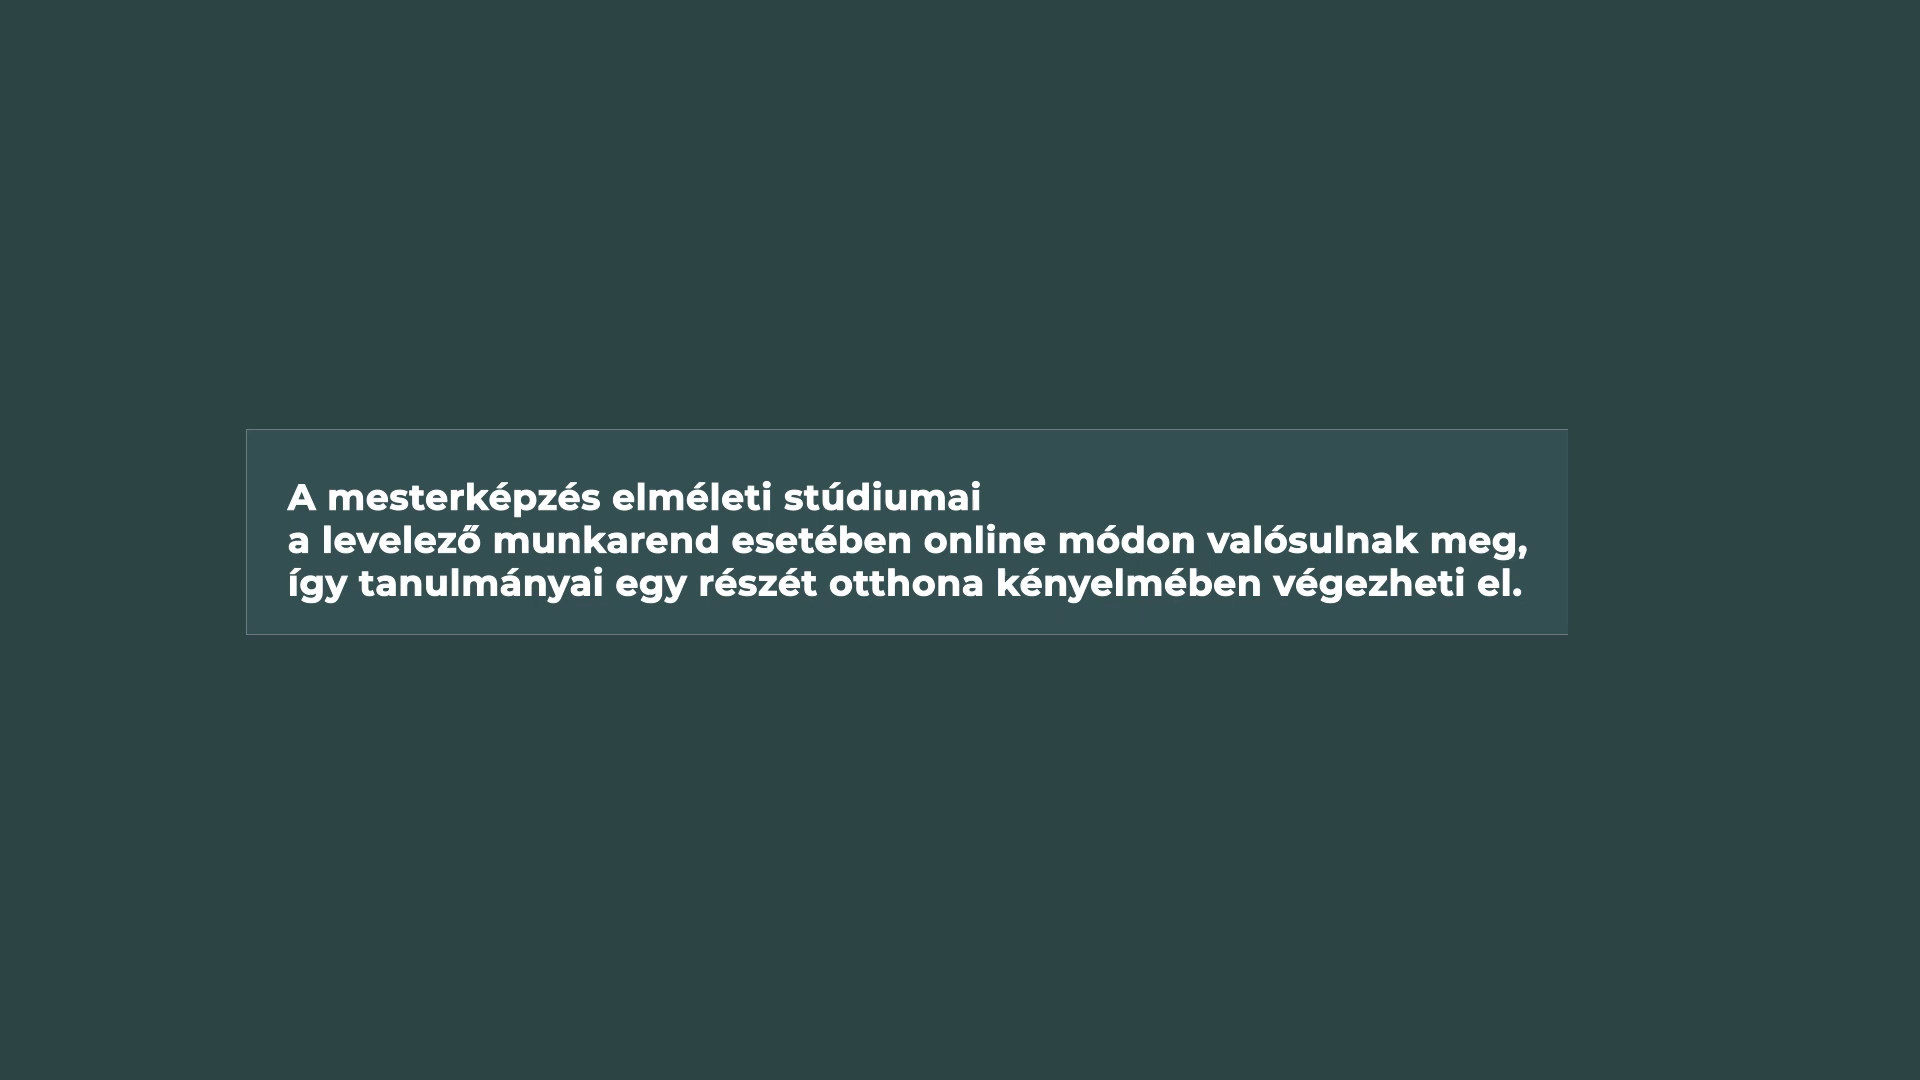 A mesterképzés elméleti stúdiumai
a levelező munkarend esetében online módon valósulnak meg,
így tanulmányai egy részét otthona kényelmében végezheti el.